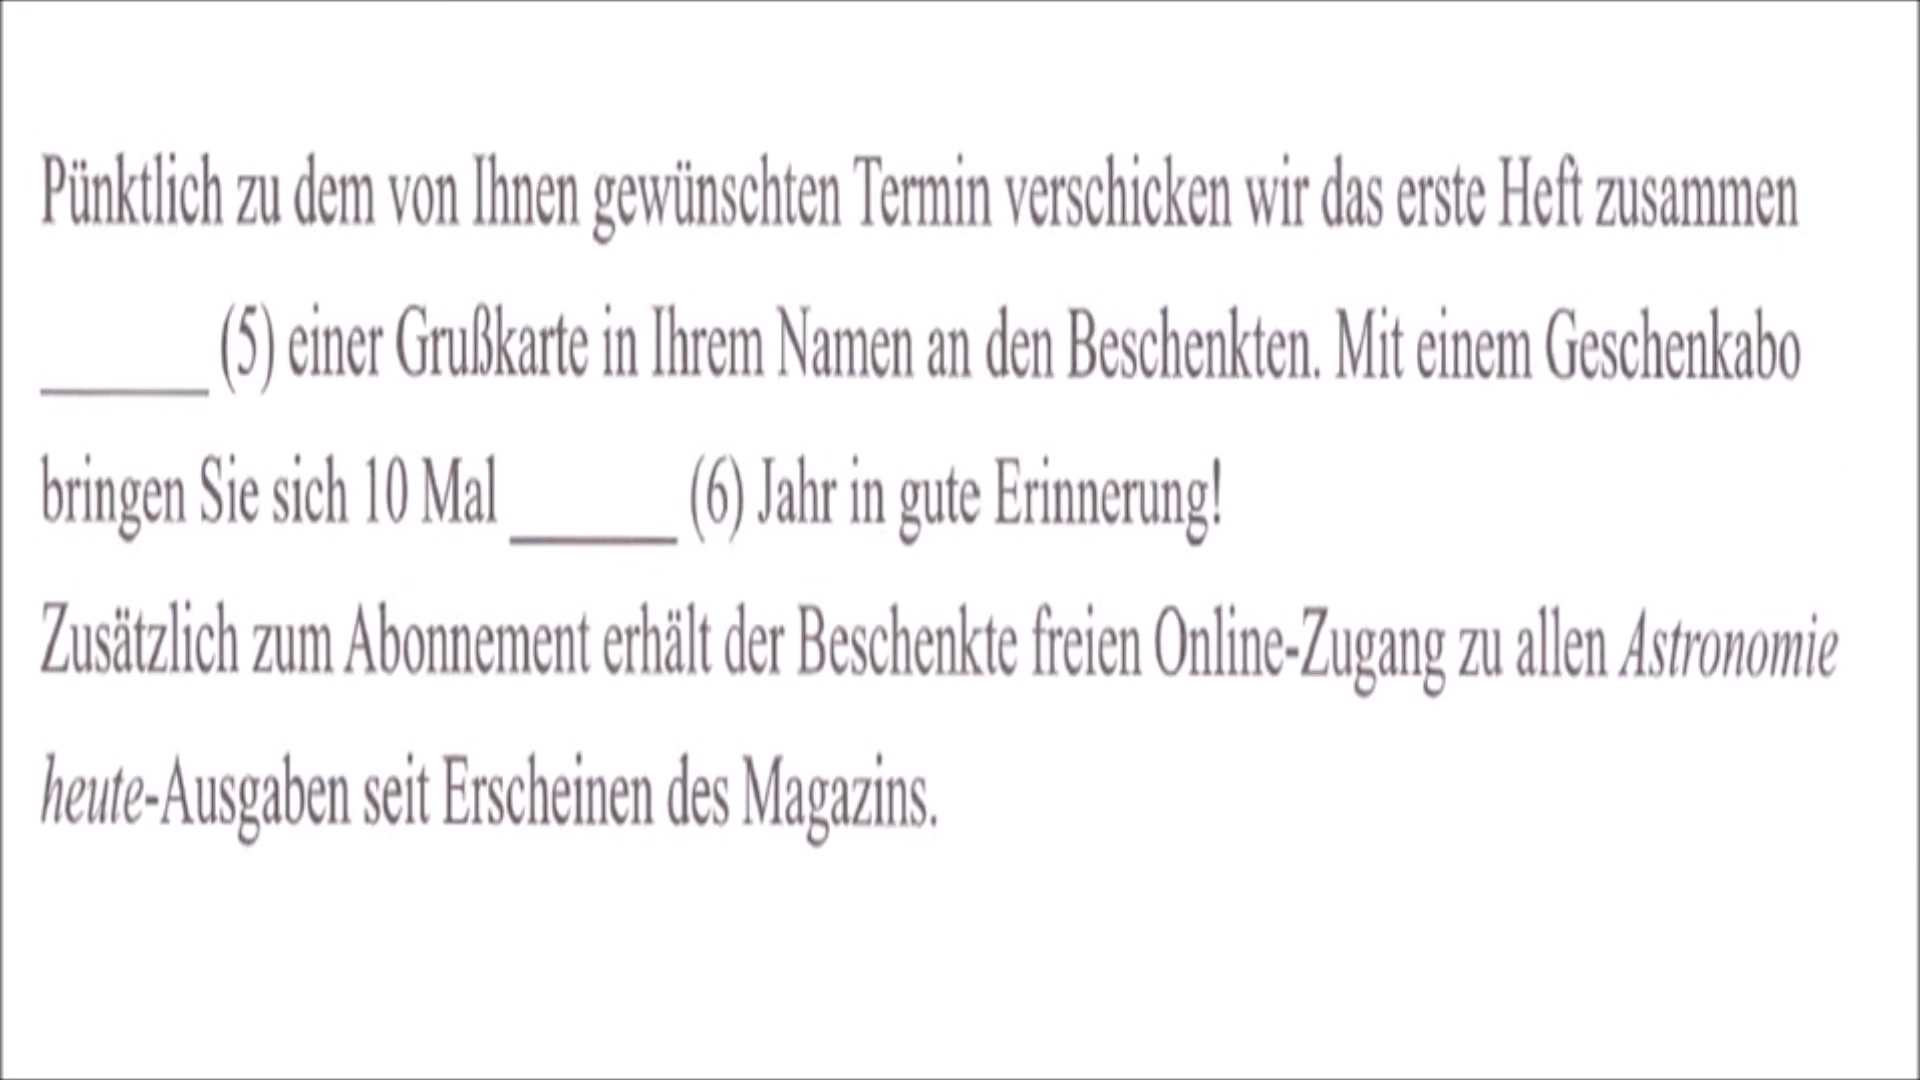 Pünktlich zu dem von Ihnen gewünschten Termin verschicken wir das erste Heft zusammen
______ (5) einer Grußkarte in Ihrem Namen an den Beschenkten. Mit einem Geschenkabo
bringen Sie sich 10 Mal ______ (6) Jahr in gute Erinnerung!
Zusätzlich zum Abonnement erhält der Beschenkte freien Online-Zugang zu allen Astronomie
heute-Ausgaben seit Erscheinen des Magazins.